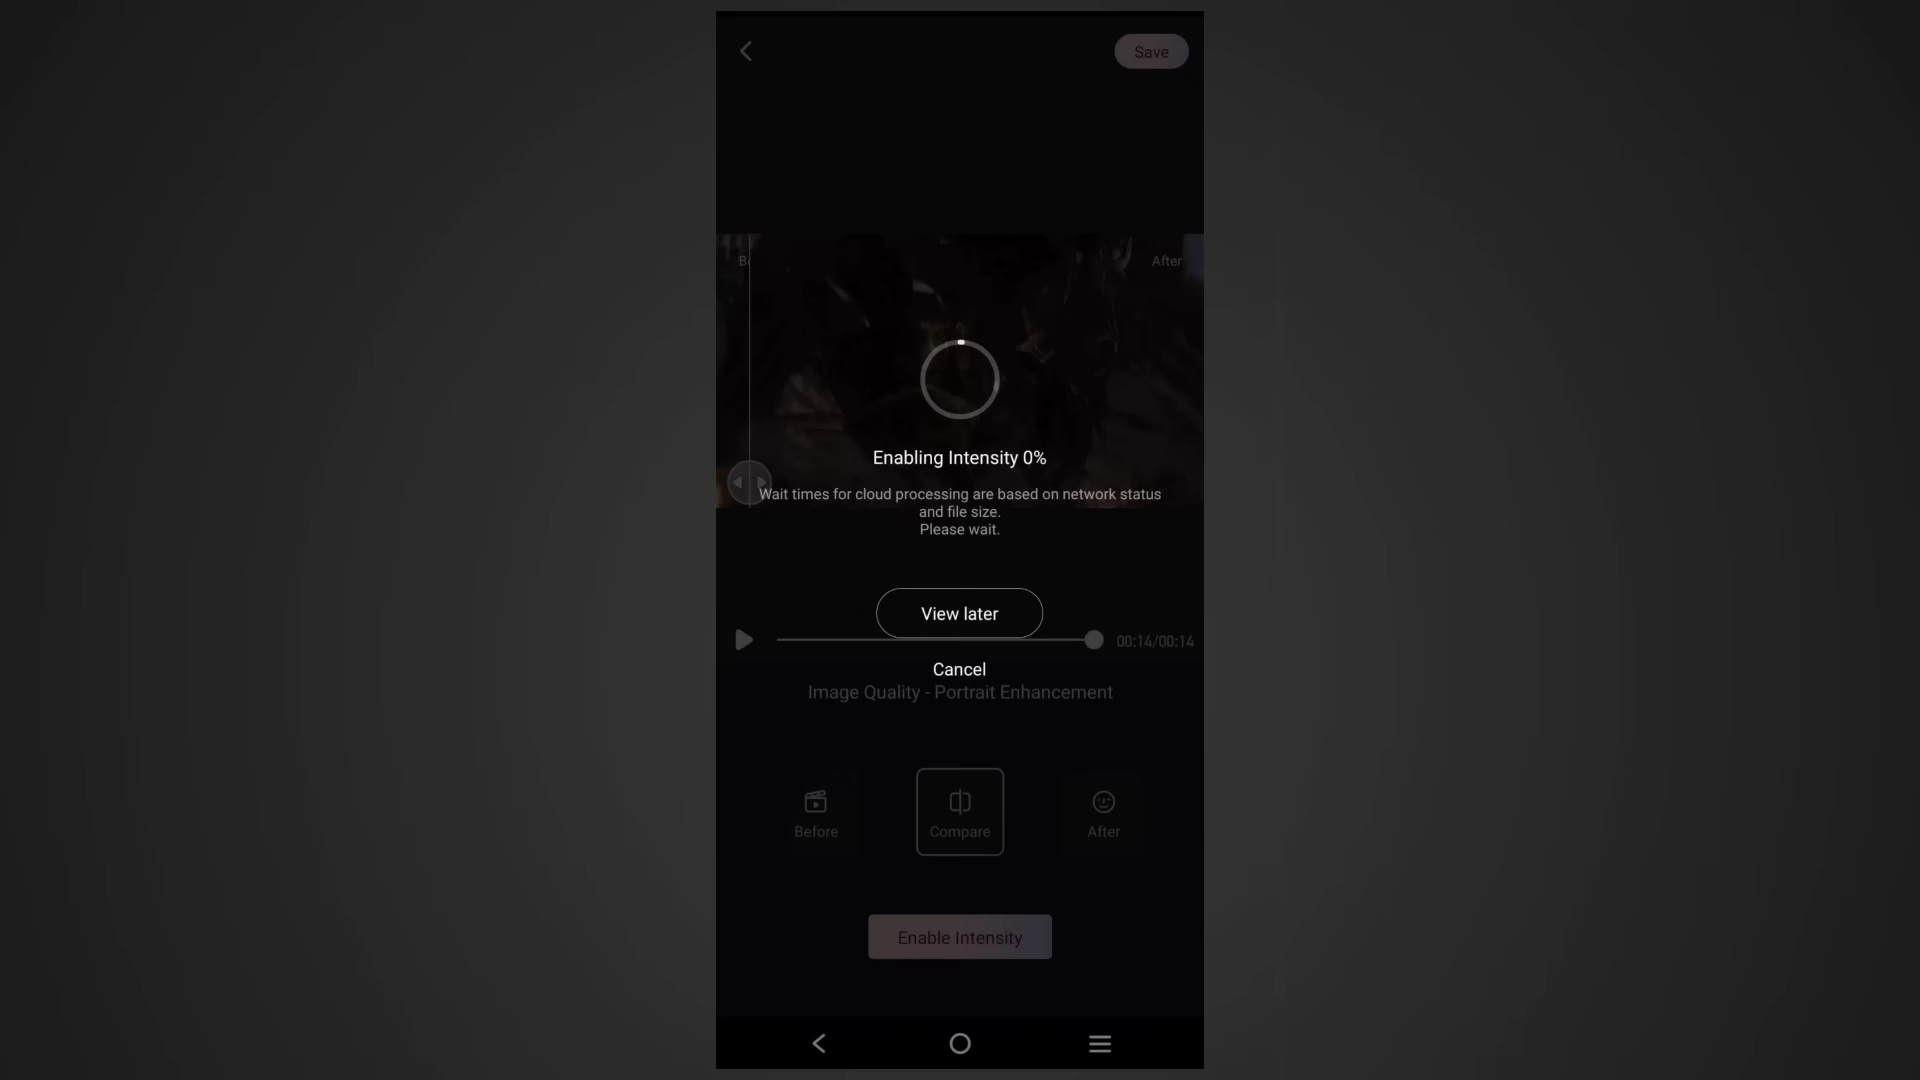 Save
After
Enabling Intensity 0%
Wait times for cloud processing are based on network status
and file size.
Please wait.
View later
00:14/00:14
Cancel
Image Quality - Portrait Enhancement
Before
Compare
After
Enable Intensity